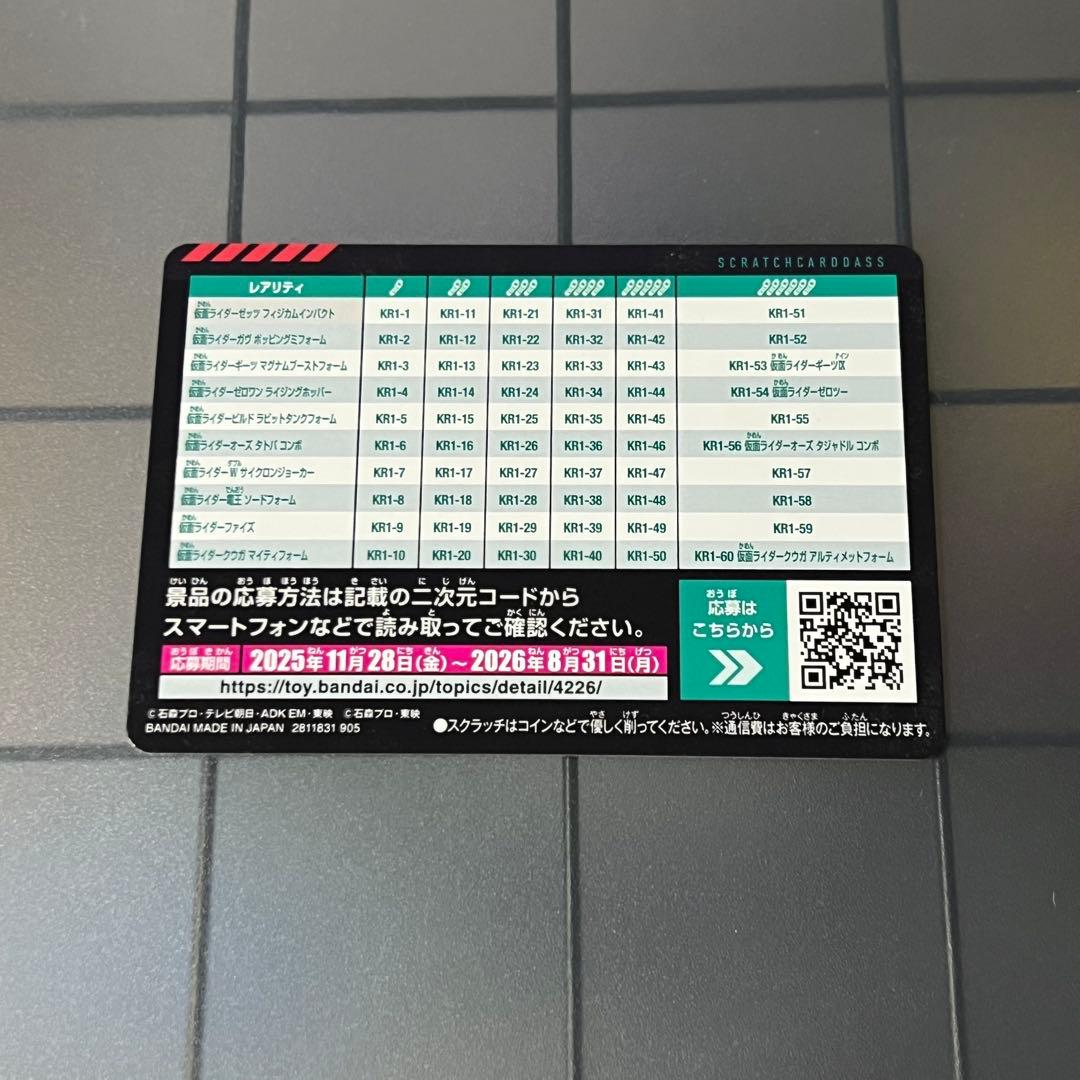 SCRATCHCARDDASS
レアリティ
仮面ライダーゼッツ フィジカムインパクト KR1-1 KR1-11 KR1-21 KR1-31 KR1-41 KR1-51
仮面ライダーガヴ ポッピングミフォーム KR1-2 KR1-12 KR1-22 KR1-32 KR1-42 KR1-52
仮面ライダーギーツ マグナムブーストフォーム KR1-3 KR1-13 KR1-23 KR1-33 KR1-43 KR1-53 仮面ライダーギーツⅨ
仮面ライダーゼロワン ライジングホッパー KR1-4 KR1-14 KR1-24 KR1-34 KR1-44 KR1-54 仮面ライダーゼロツー
仮面ライダービルド ラビットタンクフォーム KR1-5 KR1-15 KR1-25 KR1-35 KR1-45 KR1-55
仮面ライダーオーズ タトバ コンボ KR1-6 KR1-16 KR1-26 KR1-36 KR1-46 KR1-56 仮面ライダーオーズ タジャドル コンボ
仮面ライダーW サイクロンジョーカー KR1-7 KR1-17 KR1-27 KR1-37 KR1-47 KR1-57
仮面ライダー電王 ソードフォーム KR1-8 KR1-18 KR1-28 KR1-38 KR1-48 KR1-58
仮面ライダーファイズ KR1-9 KR1-19 KR1-29 KR1-39 KR1-49 KR1-59
仮面ライダークウガ マイティフォーム KR1-10 KR1-20 KR1-30 KR1-40 KR1-50 KR1-60 仮面ライダークウガ アルティメットフォーム
景品の応募方法は記載の二次元コードから
スマートフォンなどで読み取ってご確認ください。
応募期間 2025年11月28日(金)～2026年8月31日(月)
https://toy.bandai.co.jp/topics/detail/4226/
応募は
こちらから
©石森プロ・テレビ朝日・ADK EM・東映 ©石森プロ・東映
BANDAI MADE IN JAPAN 2811831 905
●スクラッチはコインなどで優しく削ってください。※通信費はお客様のご負担になります。